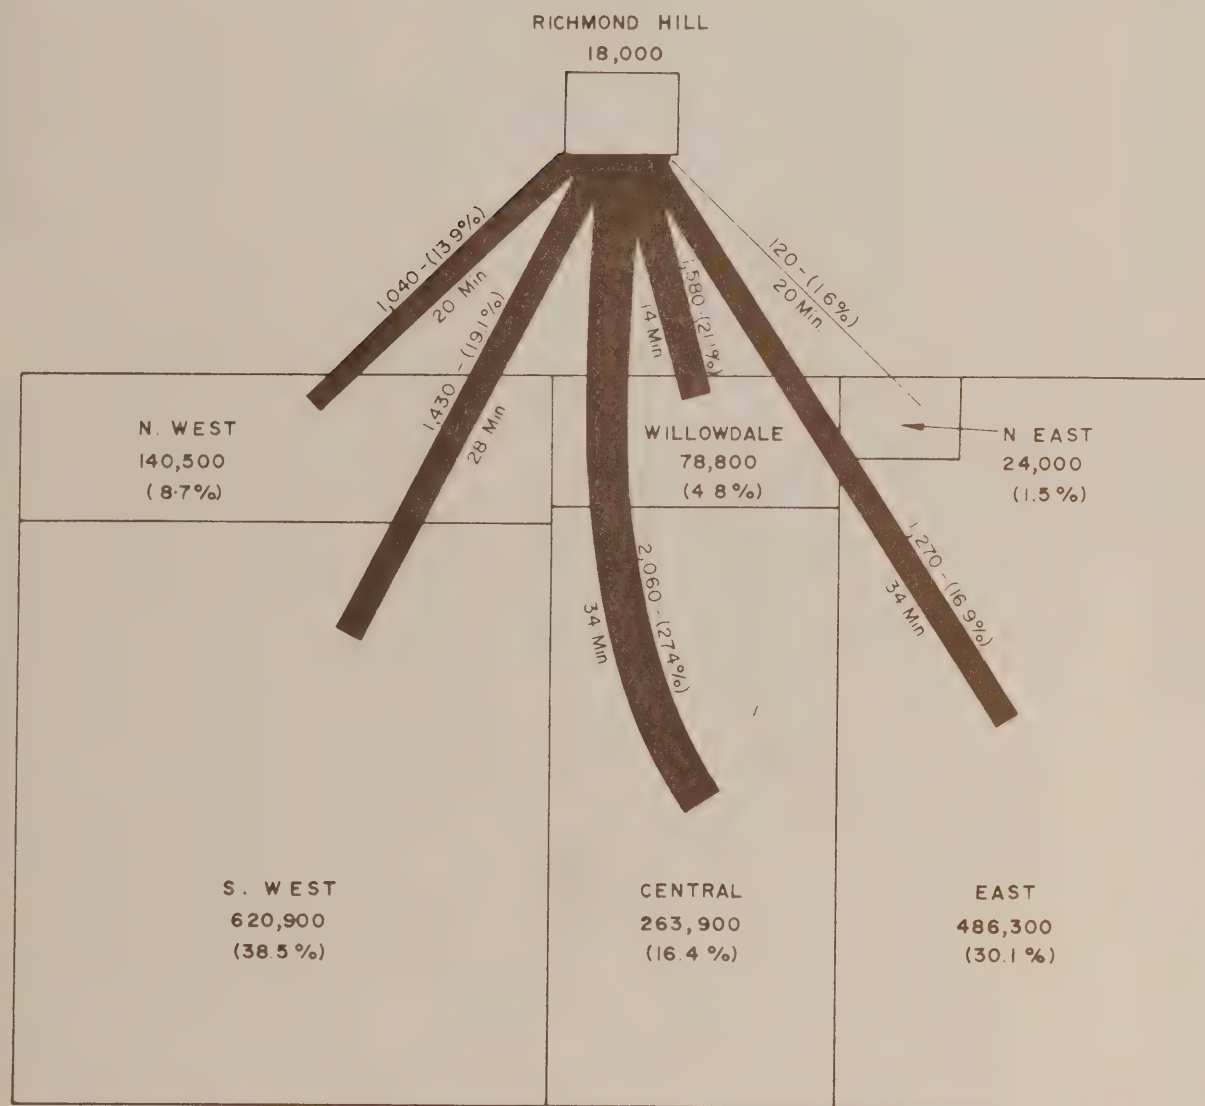 RICHMOND HILL
18,000
1,040-(13.9%)
20 Min
1,430-(19.1%)
28 Min
2,060-(27.4%)
34 Min
1,580-(21.1%)
14 Min
1,270-(16.9%)
34 Min
120-(1.6%)
20 Min.
N. WEST
140,500
(8.7%)
WILLOWDALE
78,800
(4.8%)
N EAST
24,000
(1.5%)
S. WEST
620,900
(38.5%)
CENTRAL
263,900
(16.4%)
EAST
486,300
(30.1%)